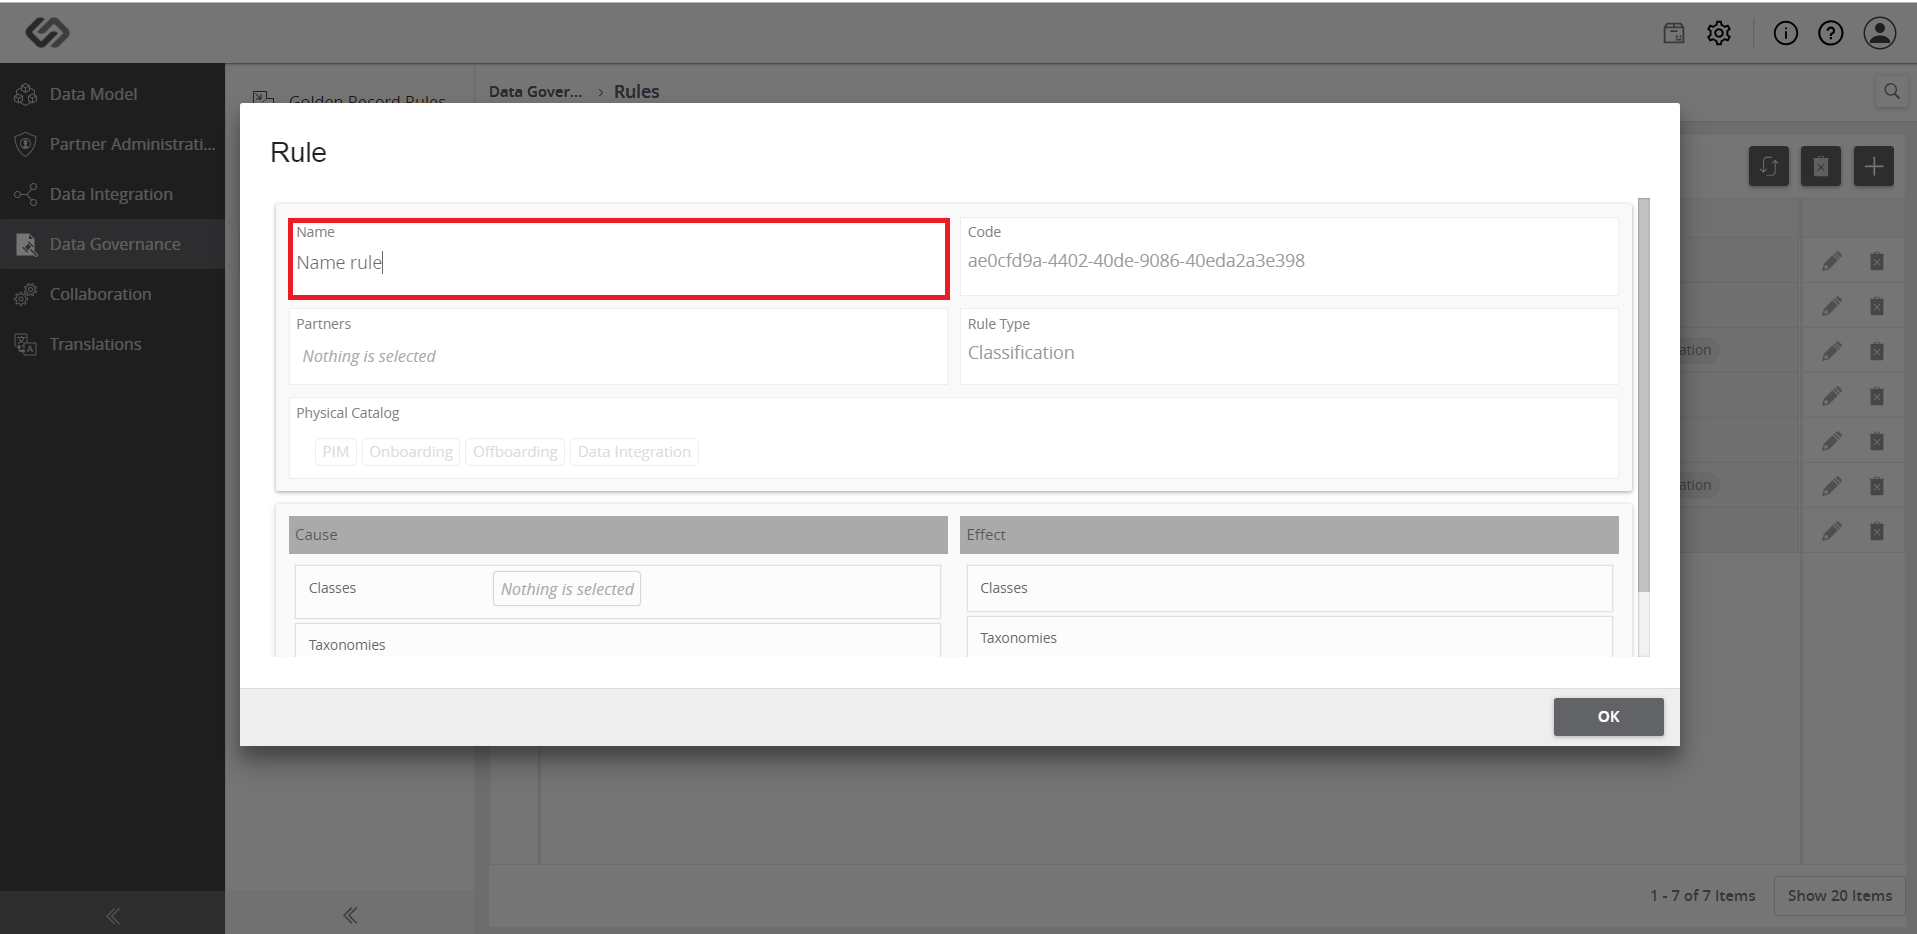 Data Model
Partner Administrati...
Data Integration
Data Governance
Collaboration
Translations
Golden Record Rules
Data Gover... › Rules
Rule
Name
Name rule
Code
ae0cfd9a-4402-40de-9086-40eda2a3e398
Partners
Nothing is selected
Rule Type
Classification
Physical Catalog
PIM Onboarding Offboarding Data Integration
Cause
Effect
Classes Nothing is selected
Classes
Taxonomies
Taxonomies
OK
ation
ation
1 - 7 of 7 Items Show 20 Items